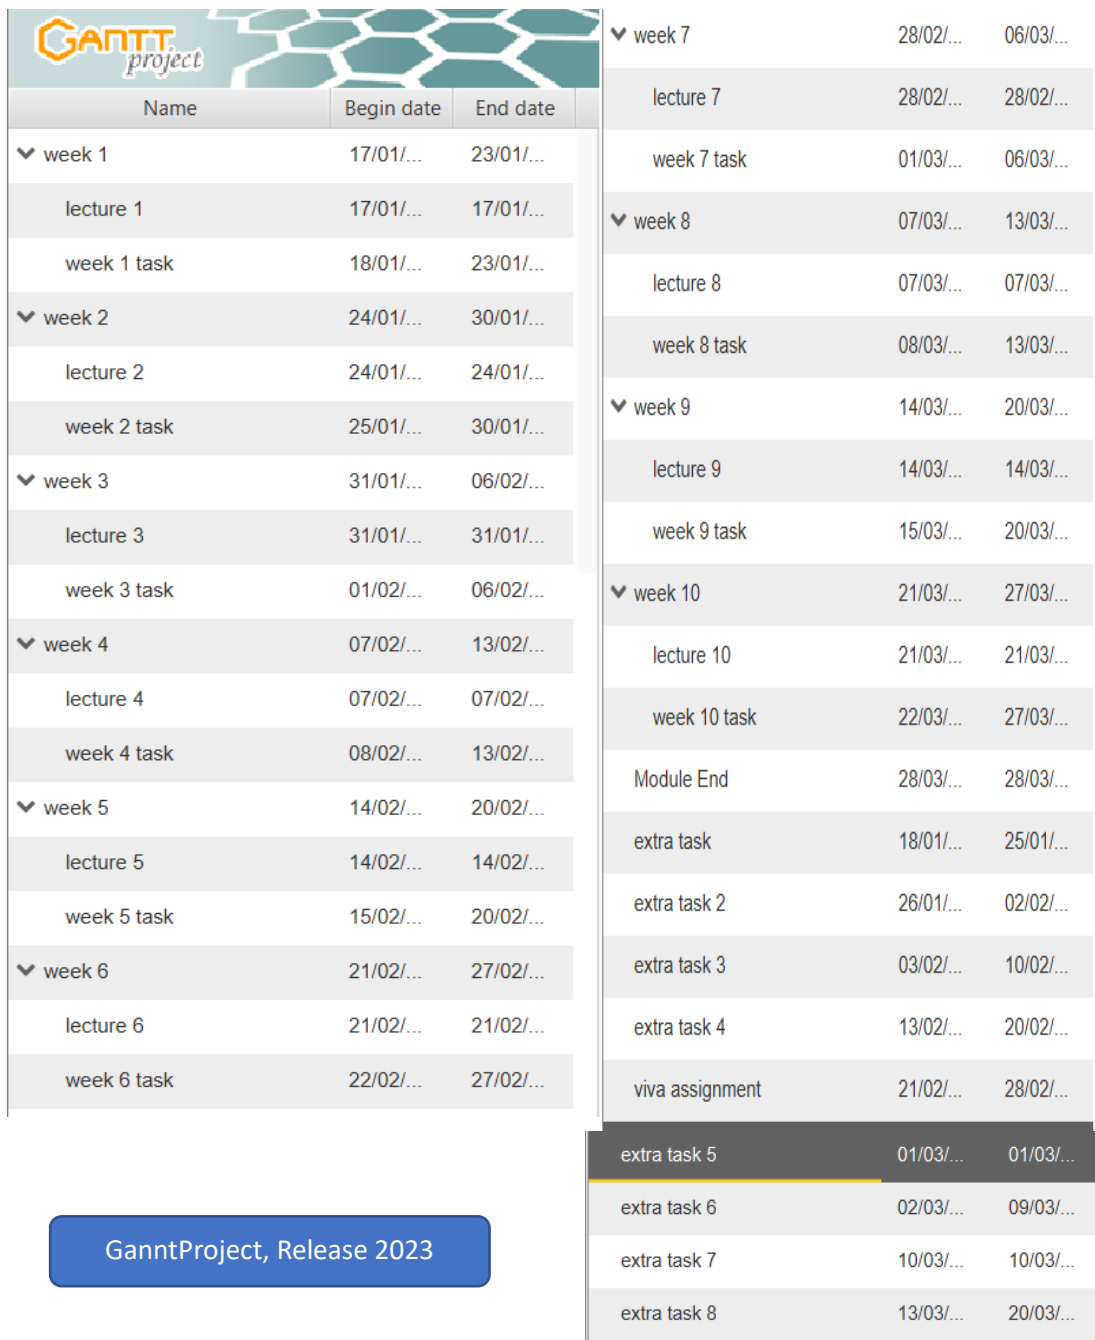 GANTT
project
Name Begin date End date
week 1 17/01/... 23/01/...
lecture 1 17/01/... 17/01/...
week 1 task 18/01/... 23/01/...
week 2 24/01/... 30/01/...
lecture 2 24/01/... 24/01/...
week 2 task 25/01/... 30/01/...
week 3 31/01/... 06/02/...
lecture 3 31/01/... 31/01/...
week 3 task 01/02/... 06/02/...
week 4 07/02/... 13/02/...
lecture 4 07/02/... 07/02/...
week 4 task 08/02/... 13/02/...
week 5 14/02/... 20/02/...
lecture 5 14/02/... 14/02/...
week 5 task 15/02/... 20/02/...
week 6 21/02/... 27/02/...
lecture 6 21/02/... 21/02/...
week 6 task 22/02/... 27/02/...
week 7 28/02/... 06/03/...
lecture 7 28/02/... 28/02/...
week 7 task 01/03/... 06/03/...
week 8 07/03/... 13/03/...
lecture 8 07/03/... 07/03/...
week 8 task 08/03/... 13/03/...
week 9 14/03/... 20/03/...
lecture 9 14/03/... 14/03/...
week 9 task 15/03/... 20/03/...
week 10 21/03/... 27/03/...
lecture 10 21/03/... 21/03/...
week 10 task 22/03/... 27/03/...
Module End 28/03/... 28/03/...
extra task 18/01/... 25/01/...
extra task 2 26/01/... 02/02/...
extra task 3 03/02/... 10/02/...
extra task 4 13/02/... 20/02/...
viva assignment 21/02/... 28/02/...
extra task 5 01/03/... 01/03/...
extra task 6 02/03/... 09/03/...
extra task 7 10/03/... 10/03/...
extra task 8 13/03/... 20/03/...
GanntProject, Release 2023